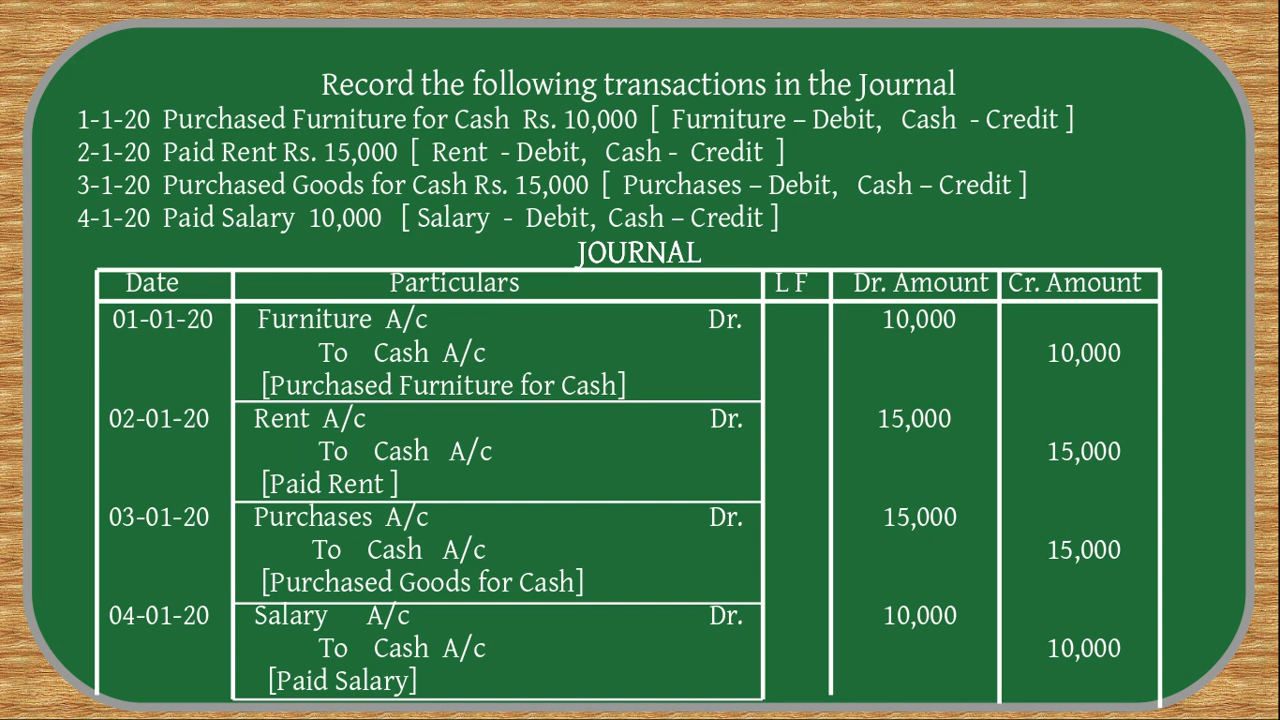 Record the following transactions in the Journal
1-1-20 Purchased Furniture for Cash Rs. 10,000 [ Furniture – Debit, Cash - Credit ]
2-1-20 Paid Rent Rs. 15,000 [ Rent - Debit, Cash - Credit ]
3-1-20 Purchased Goods for Cash Rs. 15,000 [ Purchases – Debit, Cash – Credit ]
4-1-20 Paid Salary 10,000 [ Salary - Debit, Cash – Credit ]
JOURNAL
Date Particulars L F Dr. Amount Cr. Amount
01-01-20 Furniture A/c Dr. 10,000
To Cash A/c 10,000
[Purchased Furniture for Cash]
02-01-20 Rent A/c Dr. 15,000
To Cash A/c 15,000
[Paid Rent ]
03-01-20 Purchases A/c Dr. 15,000
To Cash A/c 15,000
[Purchased Goods for Cash]
04-01-20 Salary A/c Dr. 10,000
To Cash A/c 10,000
[Paid Salary]